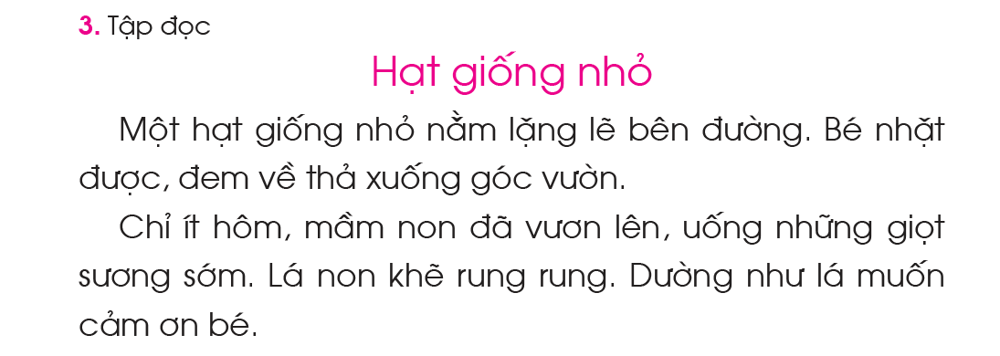 3. Tập đọc
Hạt giống nhỏ
Một hạt giống nhỏ nằm lặng lẽ bên đường. Bé nhặt
được, đem về thả xuống góc vườn.
Chỉ ít hôm, mầm non đã vươn lên, uống những giọt
sương sớm. Lá non khẽ rung rung. Dường như lá muốn
cảm ơn bé.